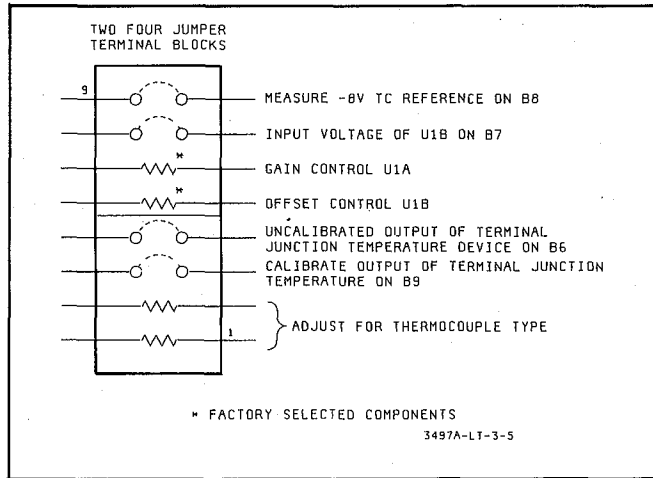 TWO FOUR JUMPER
TERMINAL BLOCKS
9
MEASURE -8V TC REFERENCE ON B8
INPUT VOLTAGE OF U1B ON B7
*
GAIN CONTROL U1A
*
OFFSET CONTROL U1B
UNCALIBRATED OUTPUT OF TERMINAL
JUNCTION TEMPERATURE DEVICE ON B6
CALIBRATE OUTPUT OF TERMINAL JUNCTION
TEMPERATURE ON B9
ADJUST FOR THERMOCOUPLE TYPE
1
* FACTORY SELECTED COMPONENTS
3497A-LT-3-5